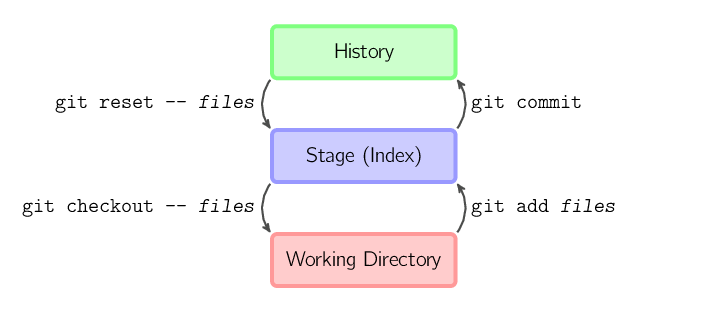 History
git reset -- files
git commit
Stage (Index)
git checkout -- files
git add files
Working Directory